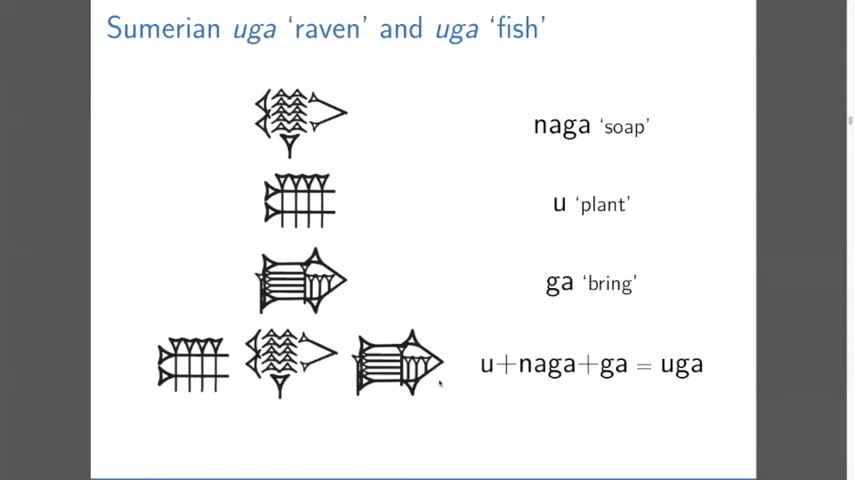 Sumerian uga ‘raven’ and uga ‘fish’
𒉀 naga ‘soap’
𒌑 u ‘plant’
ga ‘bring’
𒌑 𒉀 u+naga+ga = uga